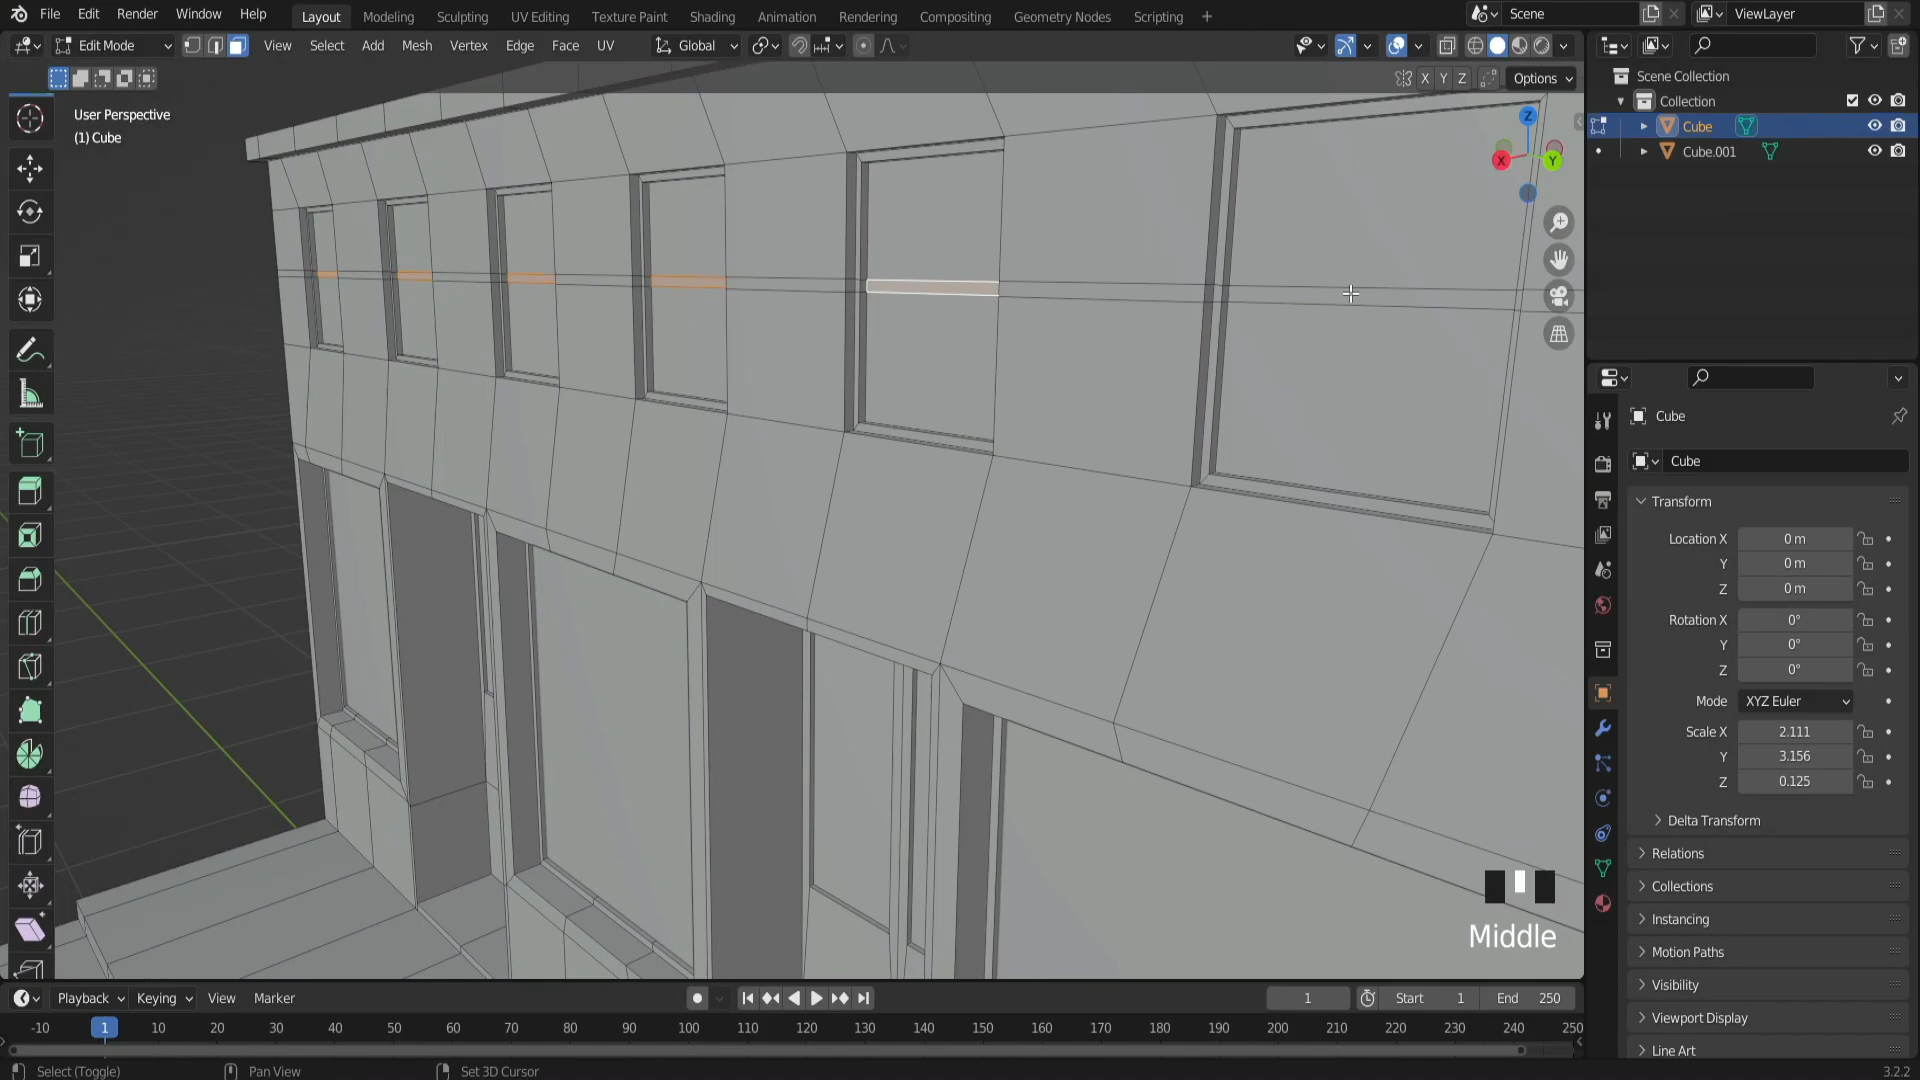 File Edit Render Window Help Layout Modeling Sculpting UV Editing Texture Paint Shading Animation Rendering Compositing Geometry Nodes Scripting + Scene ViewLayer
Edit Mode View Select Add Mesh Vertex Edge Face UV Global
X Y Z Options
Scene Collection
Collection
Cube
Cube.001
User Perspective
(1) Cube
Z
X
Y
Cube
Cube
Transform
Location X 0 m
Y 0 m
Z 0 m
Rotation X 0°
Y 0°
Z 0°
Mode XYZ Euler
Scale X 2.111
Y 3.156
Z 0.125
Delta Transform
Relations
Collections
Instancing
Motion Paths
Visibility
Viewport Display
Line Art
Middle
Playback Keying View Marker 1 Start 1 End 250
-10 1 10 20 30 40 50 60 70 80 90 100 110 120 130 140 150 160 170 180 190 200 210 220 230 240 250
Select (Toggle) Pan View Set 3D Cursor 3.2.2